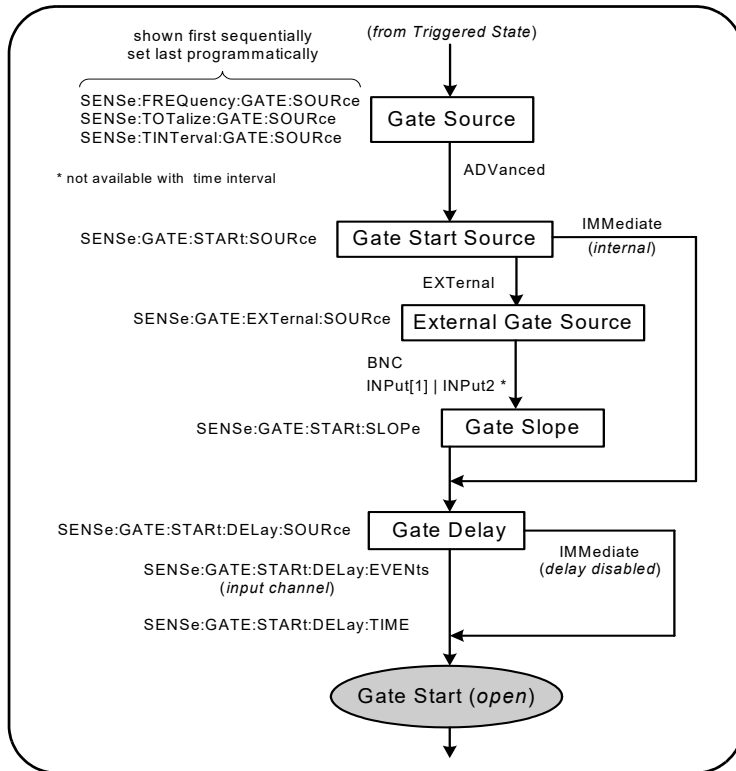 shown first sequentially
set last programmatically
(from Triggered State)
SENSe:FREQuency:GATE:SOURce
SENSe:TOTalize:GATE:SOURce
SENSe:TINTerval:GATE:SOURce
Gate Source
* not available with time interval
ADVanced
SENSe:GATE:STARt:SOURce
Gate Start Source
IMMediate
(internal)
EXTernal
SENSe:GATE:EXTernal:SOURce
External Gate Source
BNC
INPut[1] | INPut2 *
SENSe:GATE:STARt:SLOPe
Gate Slope
SENSe:GATE:STARt:DELay:SOURce
Gate Delay
IMMediate
(delay disabled)
SENSe:GATE:STARt:DELay:EVENts
(input channel)
SENSe:GATE:STARt:DELay:TIME
Gate Start (open)